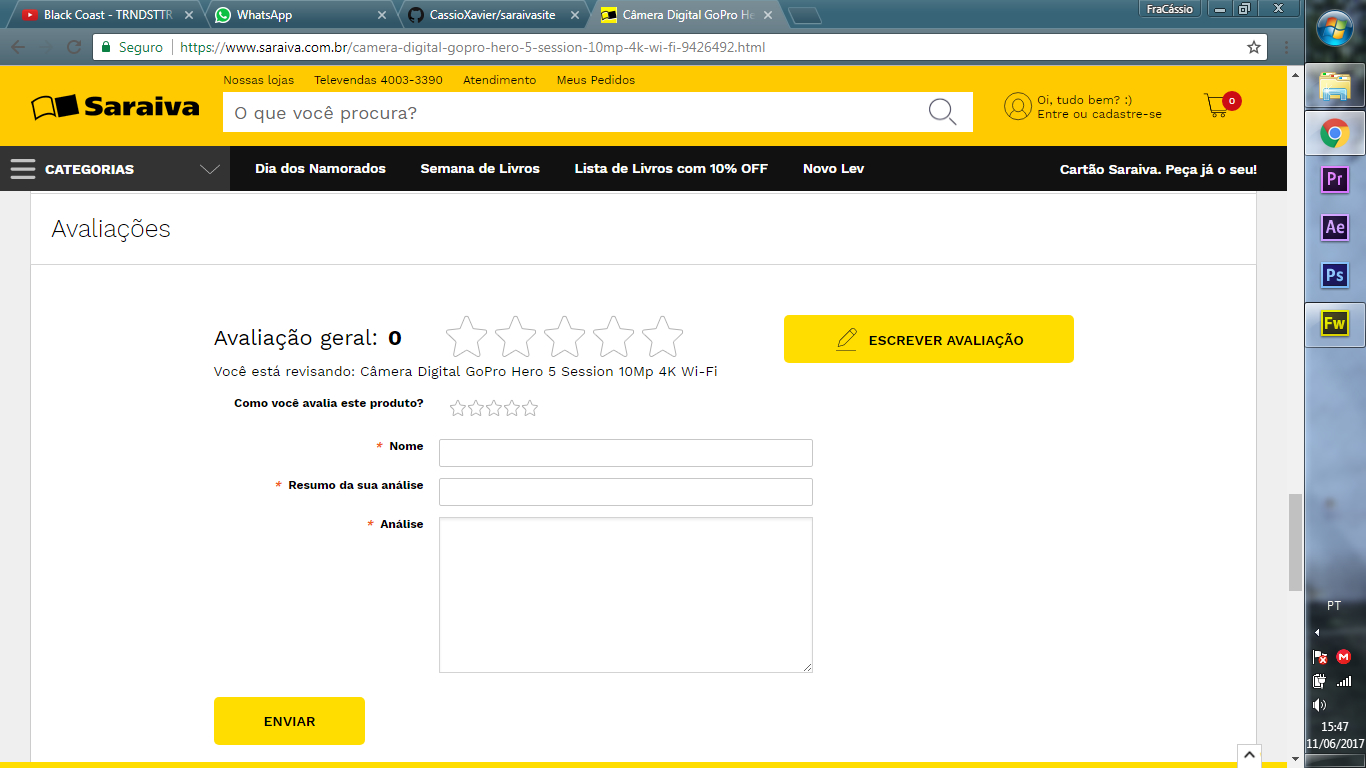 Black Coast - TRNDSTTR
WhatsApp
CassioXavier/saraivasite
Câmera Digital GoPro He
FraCássio
Seguro
https://www.saraiva.com.br/camera-digital-gopro-hero-5-session-10mp-4k-wi-fi-9426492.html
Nossas lojas Televendas 4003-3390 Atendimento Meus Pedidos
Saraiva
O que você procura?
Oi, tudo bem? :)
Entre ou cadastre-se
0
CATEGORIAS
Dia dos Namorados Semana de Livros Lista de Livros com 10% OFF Novo Lev Cartão Saraiva. Peça já o seu!
Avaliações
Avaliação geral: 0
ESCREVER AVALIAÇÃO
Você está revisando: Câmera Digital GoPro Hero 5 Session 10Mp 4K Wi-Fi
Como você avalia este produto?
* Nome
* Resumo da sua análise
* Análise
ENVIAR
Pr
Ae
Ps
Fw
PT
M
15:47
11/06/2017